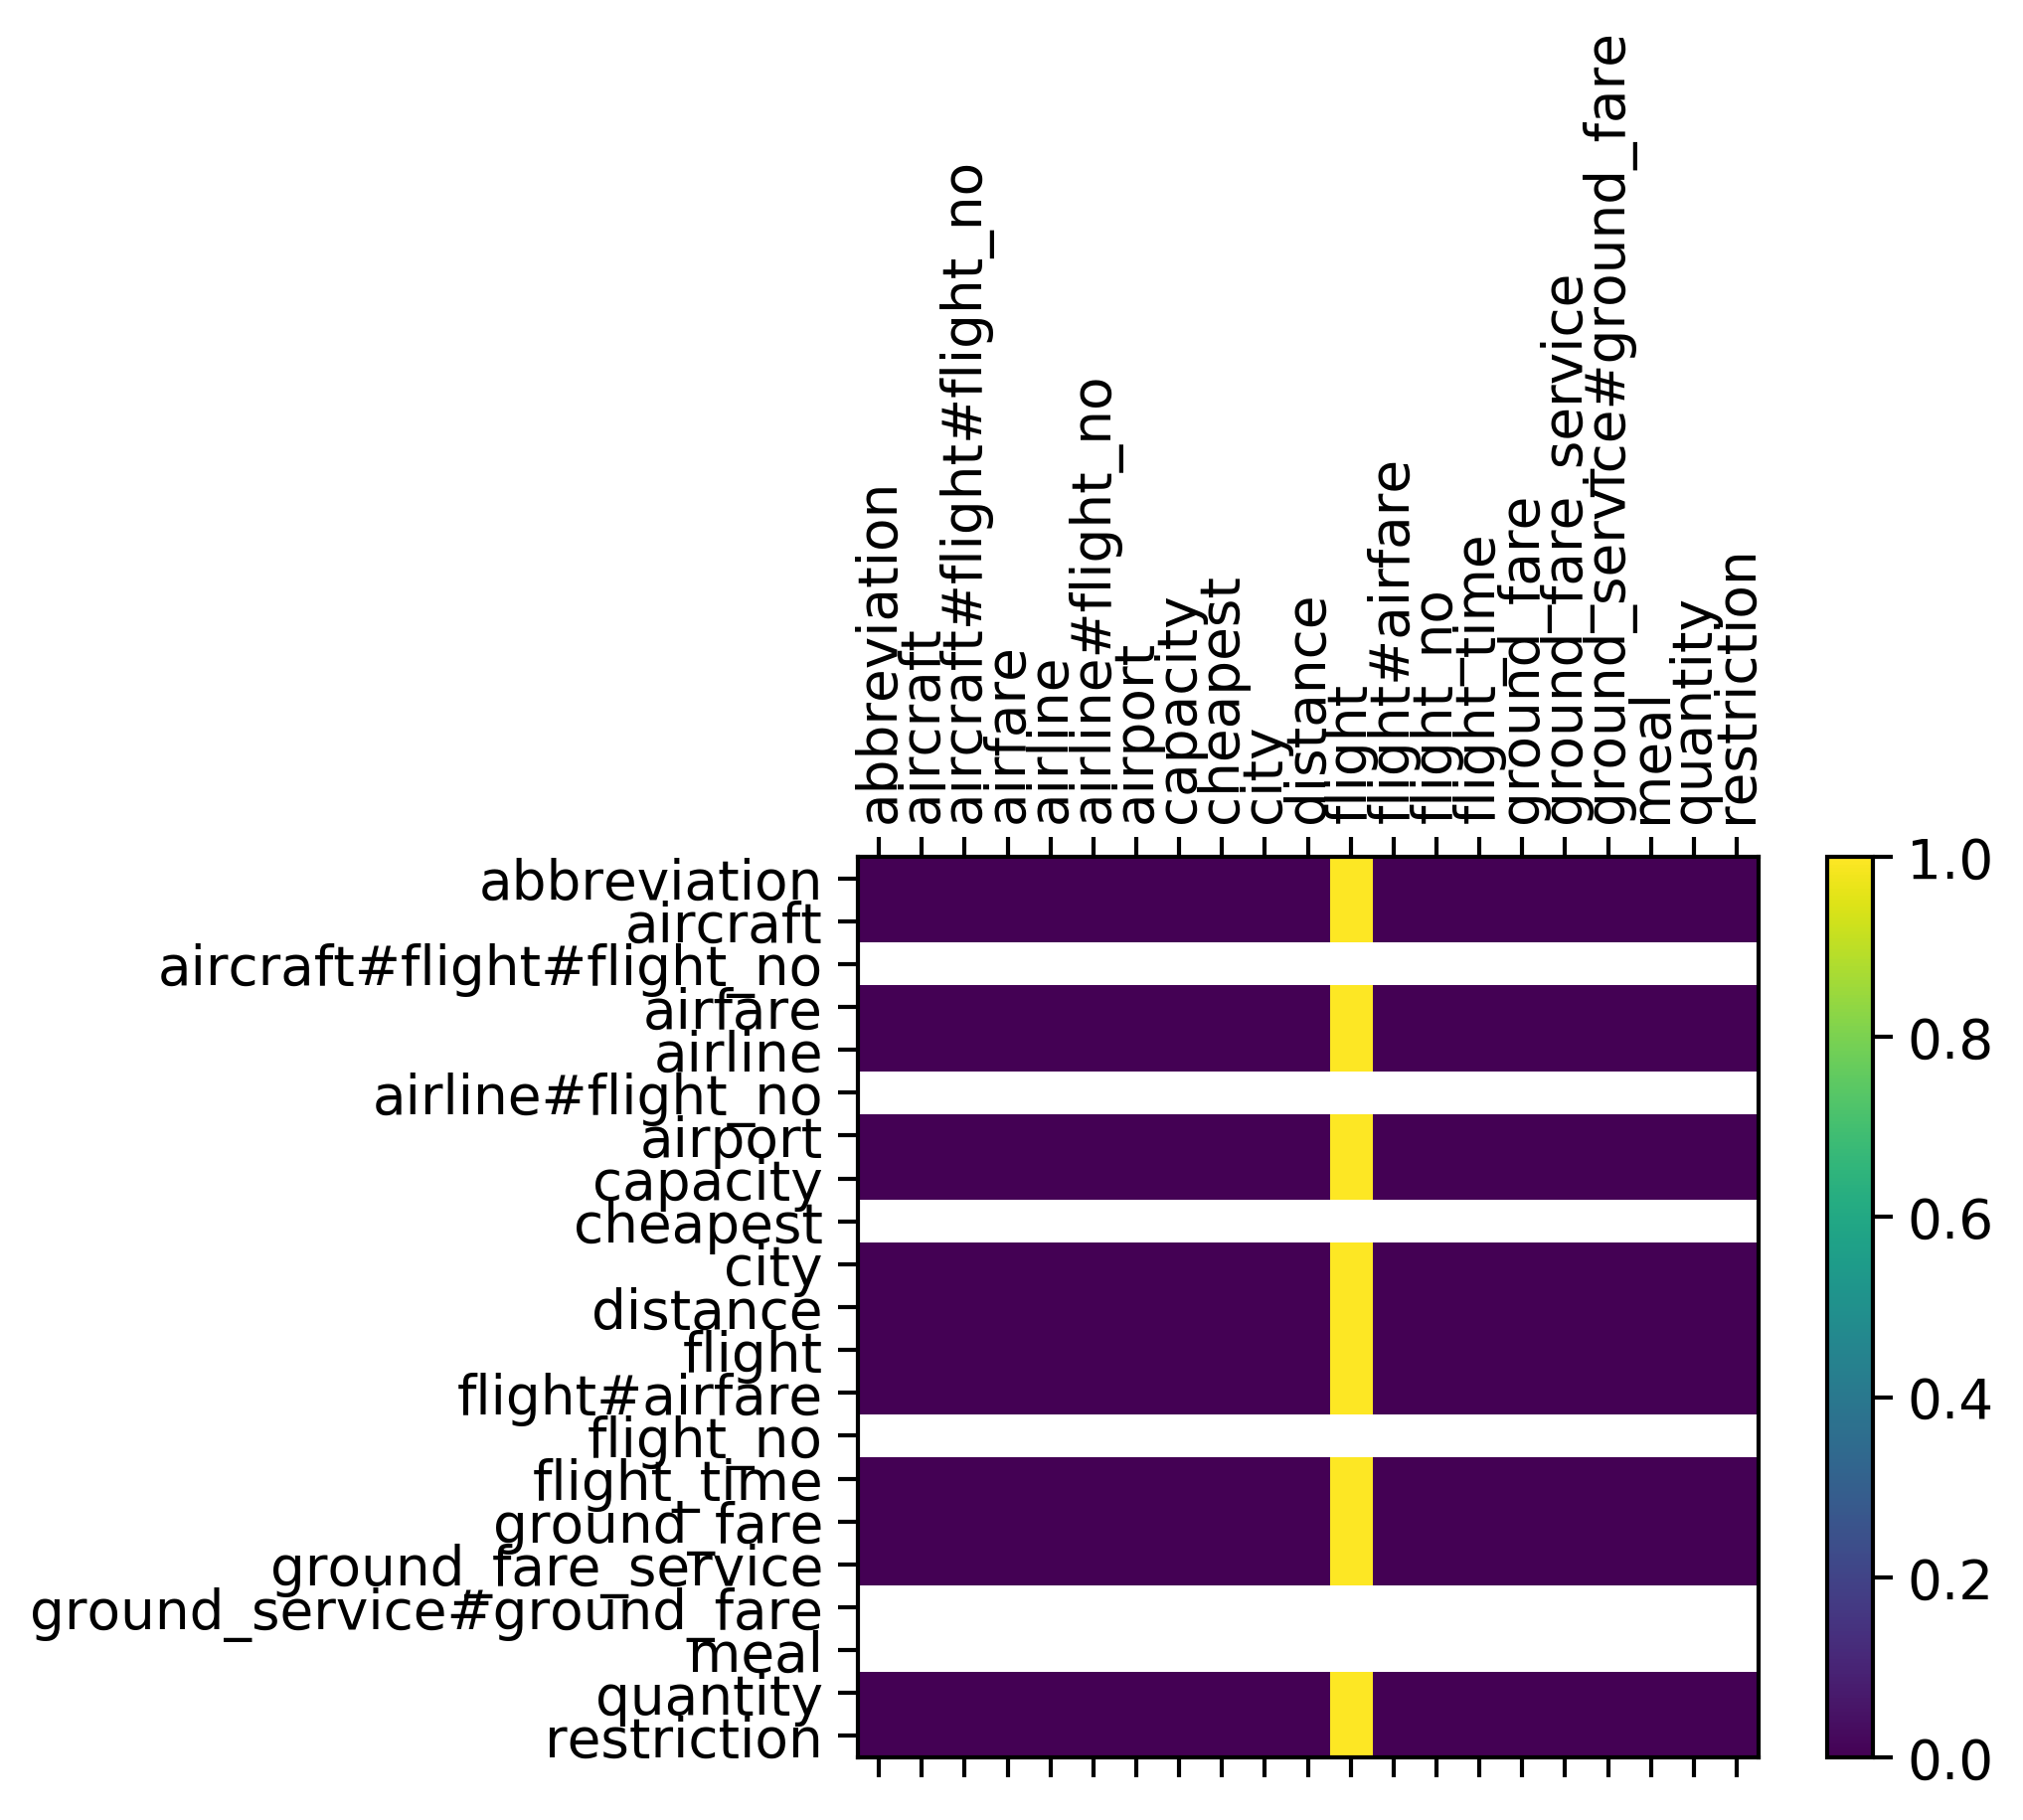 abbreviation
aircraft
aircraft#flight#flight_no
airfare
airline
airline#flight_no
airport
capacity
cheapest
city
distance
flight
flight#airfare
flight_no
flight_time
ground_fare
ground_fare_service
ground_service#ground_fare
meal
quantity
restriction
abbreviation
aircraft
aircraft#flight#flight_no
airfare
airline
airline#flight_no
airport
capacity
cheapest
city
distance
flight
flight#airfare
flight_no
flight_time
ground_fare
ground_fare_service
ground_service#ground_fare
meal
quantity
restriction
1.0
0.8
0.6
0.4
0.2
0.0